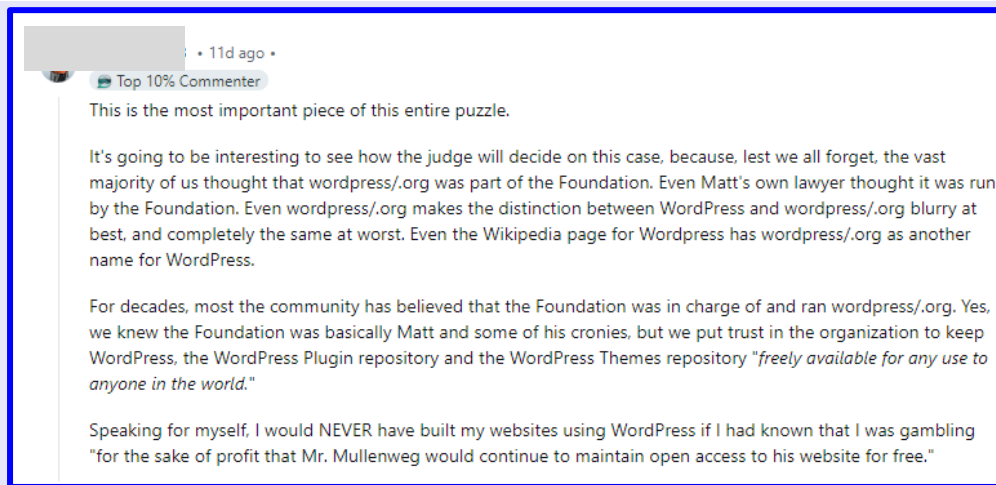 • 11d ago •
Top 10% Commenter
This is the most important piece of this entire puzzle.
It's going to be interesting to see how the judge will decide on this case, because, lest we all forget, the vast
majority of us thought that wordpress/.org was part of the Foundation. Even Matt's own lawyer thought it was run
by the Foundation. Even wordpress/.org makes the distinction between WordPress and wordpress/.org blurry at
best, and completely the same at worst. Even the Wikipedia page for Wordpress has wordpress/.org as another
name for WordPress.
For decades, most the community has believed that the Foundation was in charge of and ran wordpress/.org. Yes,
we knew the Foundation was basically Matt and some of his cronies, but we put trust in the organization to keep
WordPress, the WordPress Plugin repository and the WordPress Themes repository "freely available for any use to
anyone in the world."
Speaking for myself, I would NEVER have built my websites using WordPress if I had known that I was gambling
"for the sake of profit that Mr. Mullenweg would continue to maintain open access to his website for free."